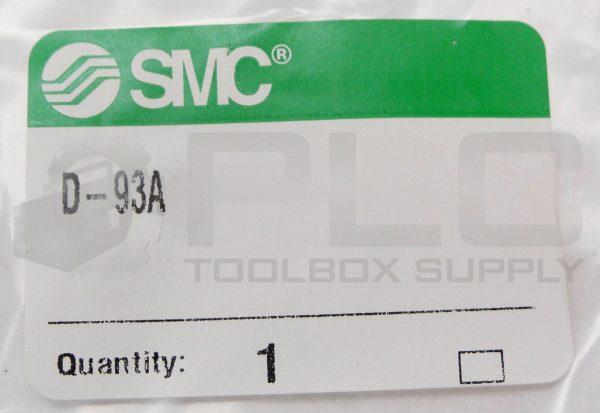 SMC®
D-93A
PLC
TOOLBOX SUPPLY
Quantity: 1